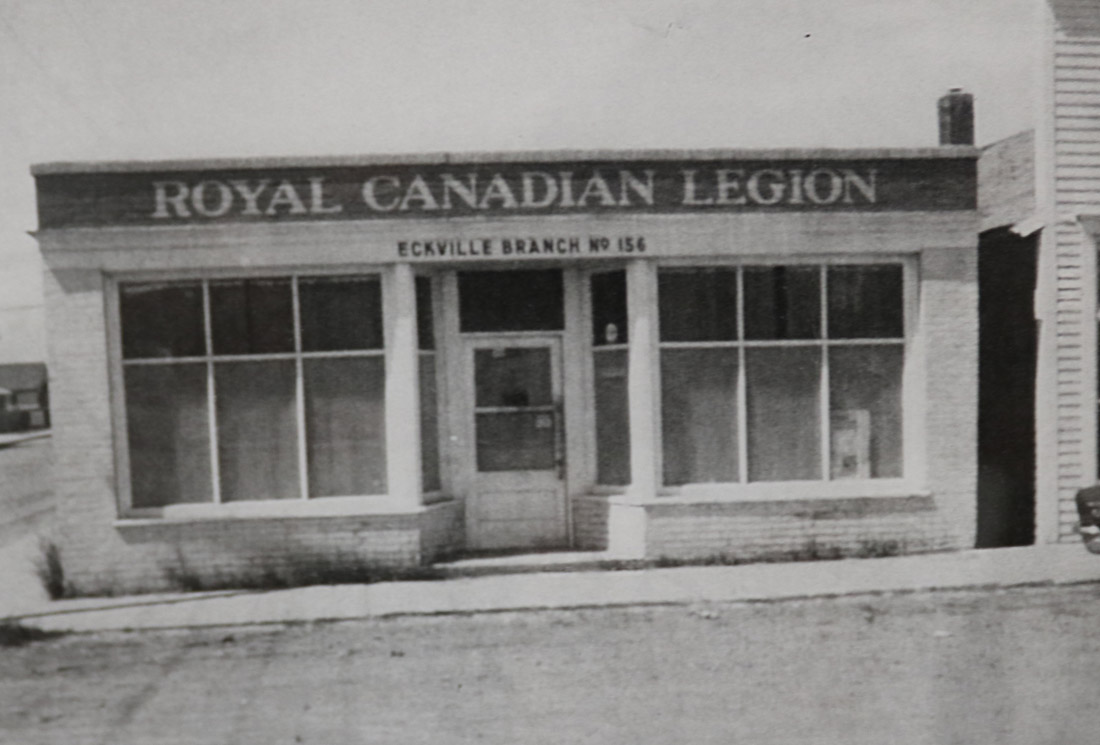 ROYAL CANADIAN LEGION
ECKVILLE BRANCH Nº 156